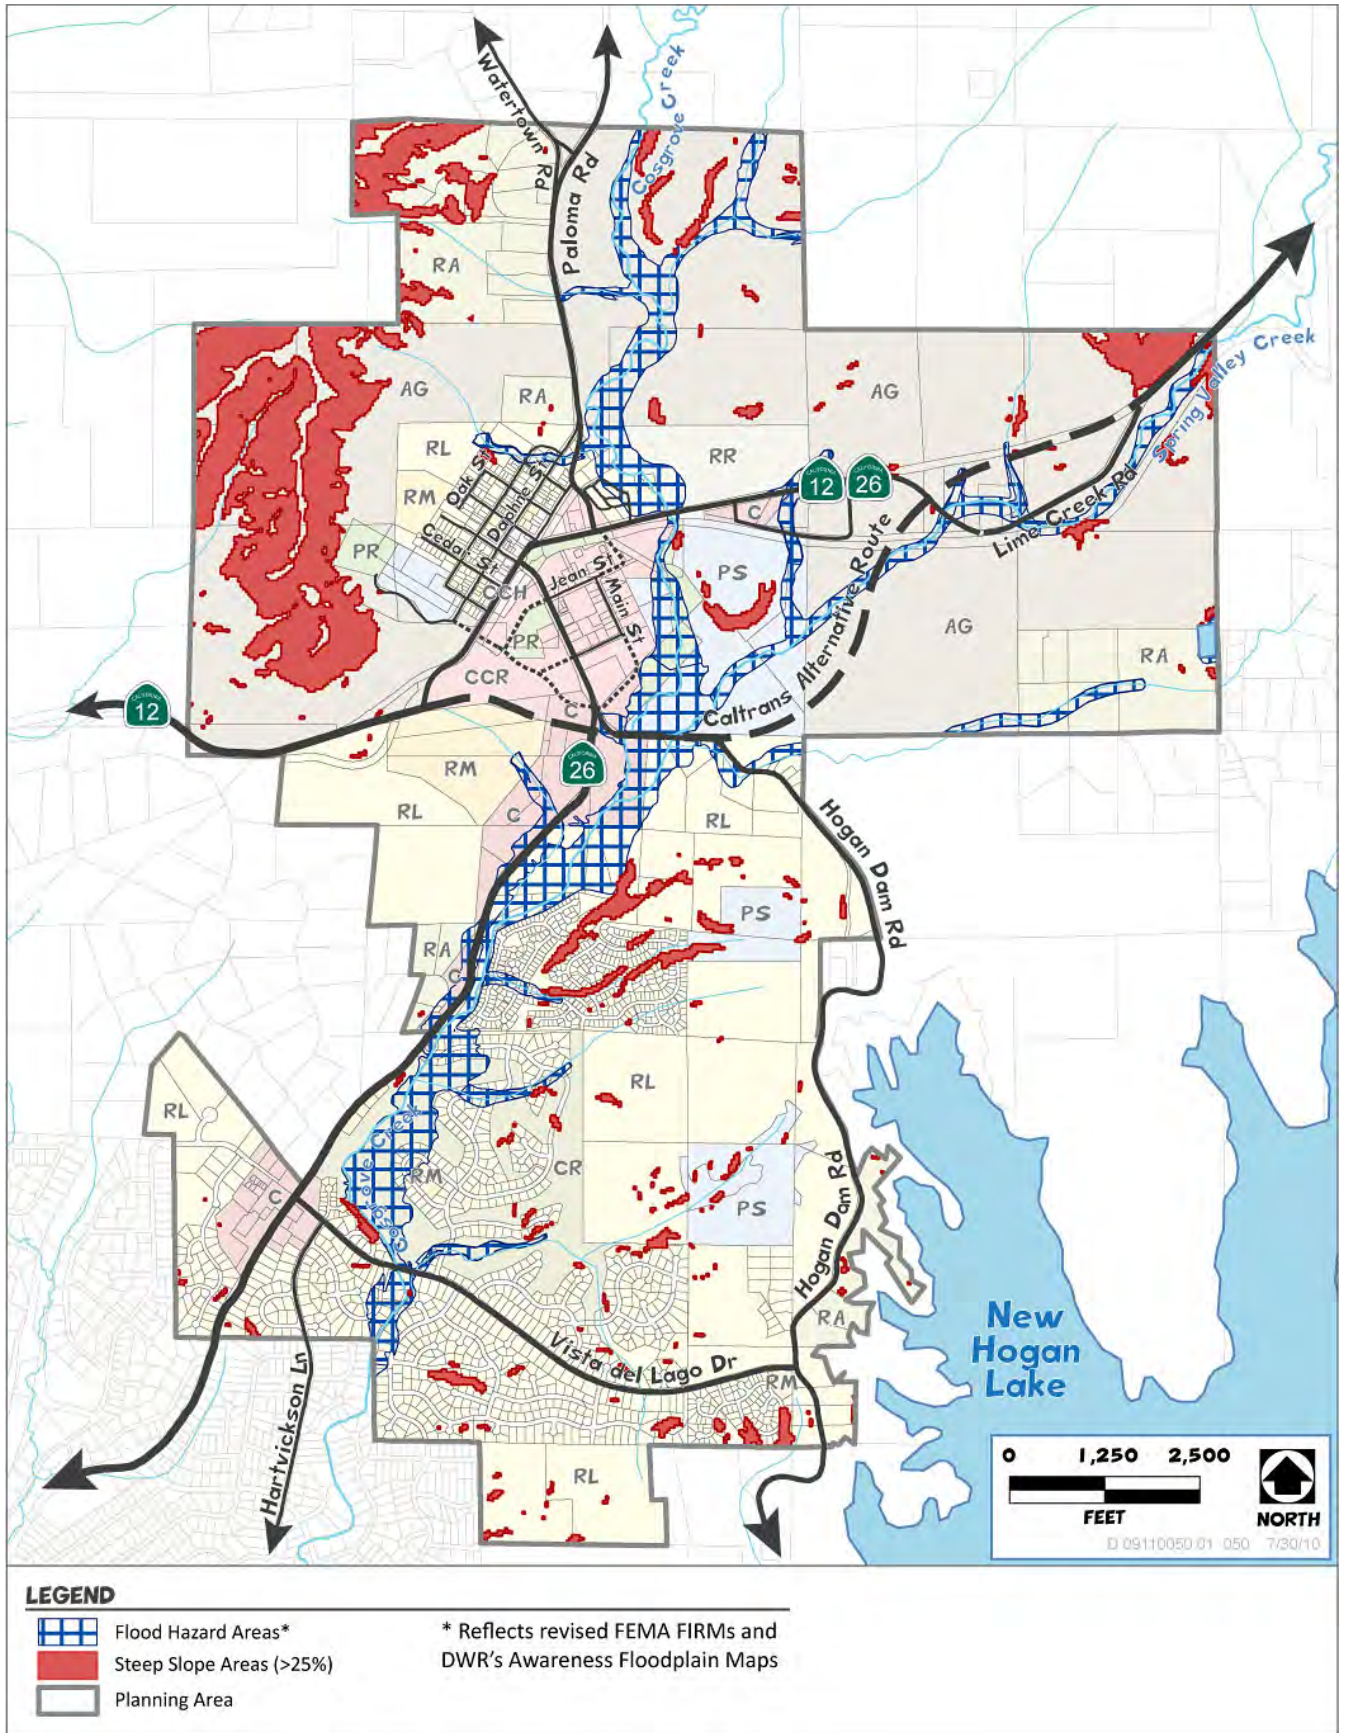 Watertown Rd
Paloma Rd
Cosgrove Creek
RA
Spring Valley Creek
AG
RA
AG
RL
RR
CALIFORNIA
12
CALIFORNIA
26
RM
Oak St
Daphne St
C
Lime Creek Rd
Cedar St
PR
Jean St
PS
CCH
Main St
AG
PR
RA
CCR
Caltrans Alternative Route
CALIFORNIA
12
C
CALIFORNIA
26
RM
RL
C
RL
Hogan Dam Rd
PS
RA
C
RL
RL
Cosgrove Creek
CR
RM
PS
C
Hogan Dam Rd
RA
New
Hogan
Lake
Vista del Lago Dr
Hartvickson Ln
RM
RL
0 1,250 2,500
FEET
NORTH
D 09110050.01 050 7/30/10
LEGEND
Flood Hazard Areas*
Steep Slope Areas (>25%)
Planning Area
* Reflects revised FEMA FIRMs and
DWR's Awareness Floodplain Maps